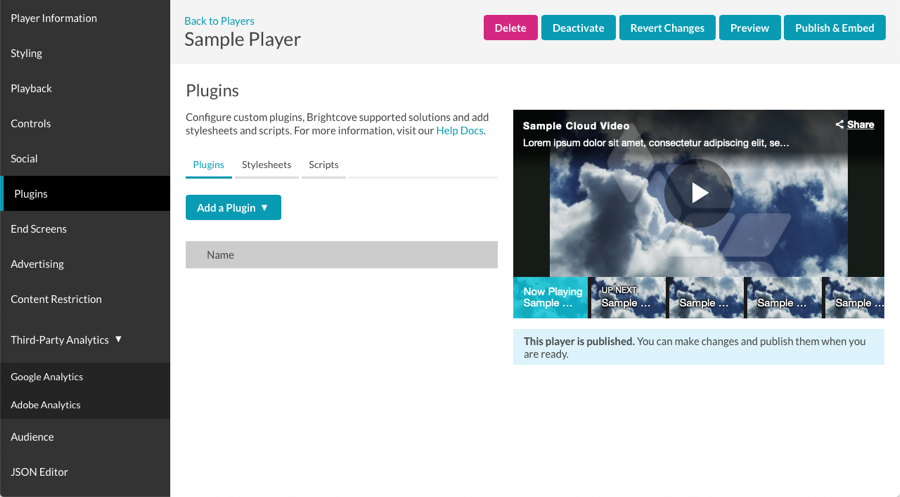 Player Information
Styling
Playback
Controls
Social
Plugins
End Screens
Advertising
Content Restriction
Third-Party Analytics ▼
Google Analytics
Adobe Analytics
Audience
JSON Editor
Back to Players
Sample Player
Delete
Deactivate
Revert Changes
Preview
Publish & Embed
Plugins
Configure custom plugins, Brightcove supported solutions and add
stylesheets and scripts. For more information, visit our Help Docs.
Plugins
Stylesheets
Scripts
Add a Plugin ▼
Name
Sample Cloud Video
Share
Lorem ipsum dolor sit amet, consectetur adipiscing elit, se...
Now Playing
Sample ...
UP NEXT
Sample ...
Sample ...
Sample ...
Sample ...
This player is published. You can make changes and publish them when you
are ready.